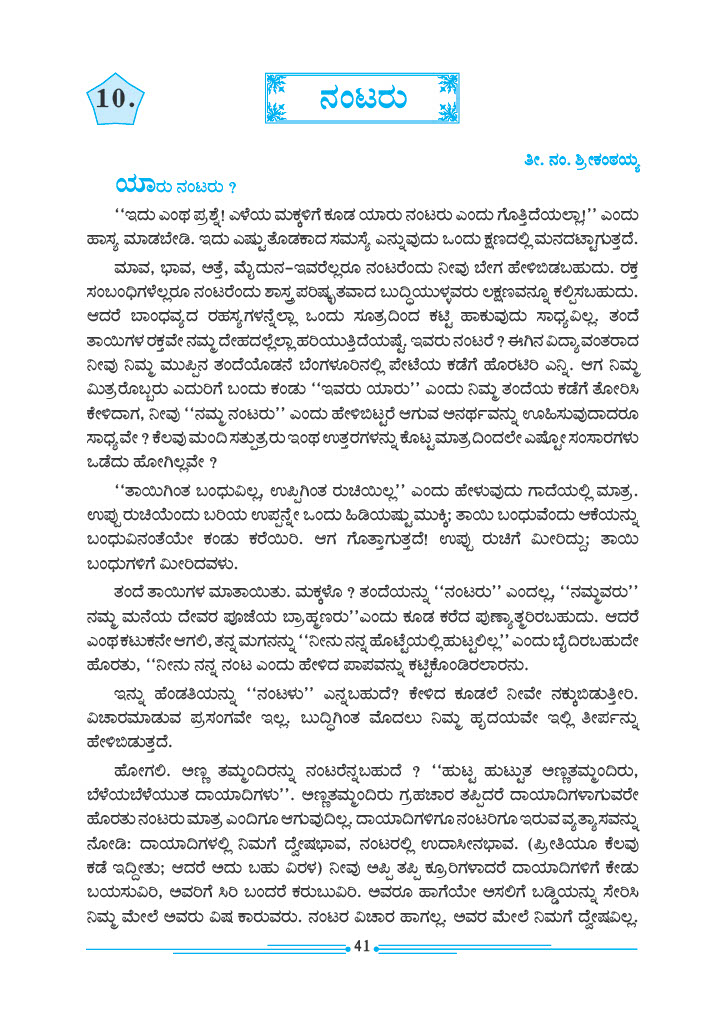 10.
ನಂಟರು
ತೀ. ನಂ. ಶ್ರೀಕಂಠಯ್ಯ
ಯಾರು ನಂಟರು ?
‘‘ಇದು ಎಂಥ ಪ್ರಶ್ನೆ! ಎಳೆಯ ಮಕ್ಕಳಿಗೆ ಕೂಡ ಯಾರು ನಂಟರು ಎಂದು ಗೊತ್ತಿದೆಯಲ್ಲಾ!’’ ಎಂದು
ಹಾಸ್ಯ ಮಾಡಬೇಡಿ. ಇದು ಎಷ್ಟು ತೊಡಕಾದ ಸಮಸ್ಯೆ ಎನ್ನುವುದು ಒಂದು ಕ್ಷಣದಲ್ಲಿ ಮನದಟ್ಟಾಗುತ್ತದೆ.
ಮಾವ, ಭಾವ, ಅತ್ತೆ, ಮೈದುನ–ಇವರೆಲ್ಲರೂ ನಂಟರೆಂದು ನೀವು ಬೇಗ ಹೇಳಿಬಿಡಬಹುದು. ರಕ್ತ
ಸಂಬಂಧಿಗಳೆಲ್ಲರೂ ನಂಟರೆಂದು ಶಾಸ್ತ್ರಪರಿಷ್ಕೃತವಾದ ಬುದ್ಧಿಯುಳ್ಳವರು ಲಕ್ಷಣವನ್ನೂ ಕಲ್ಪಿಸಬಹುದು.
ಆದರೆ ಬಾಂಧವ್ಯದ ರಹಸ್ಯಗಳನ್ನೆಲ್ಲಾ ಒಂದು ಸೂತ್ರದಿಂದ ಕಟ್ಟಿ ಹಾಕುವುದು ಸಾಧ್ಯವಿಲ್ಲ. ತಂದೆ
ತಾಯಿಗಳ ರಕ್ತವೇ ನಮ್ಮ ದೇಹದಲ್ಲೆಲ್ಲಾ ಹರಿಯುತ್ತಿದೆಯಷ್ಟೆ. ಇವರು ನಂಟರೆ ? ಈಗಿನ ವಿದ್ಯಾವಂತರಾದ
ನೀವು ನಿಮ್ಮ ಮುಪ್ಪಿನ ತಂದೆಯೊಡನೆ ಬೆಂಗಳೂರಿನಲ್ಲಿ ಪೇಟೆಯ ಕಡೆಗೆ ಹೊರಟಿರಿ ಎನ್ನಿ. ಆಗ ನಿಮ್ಮ
ಮಿತ್ರರೊಬ್ಬರು ಎದುರಿಗೆ ಬಂದು ಕಂಡು ‘‘ಇವರು ಯಾರು’’ ಎಂದು ನಿಮ್ಮ ತಂದೆಯ ಕಡೆಗೆ ತೋರಿಸಿ
ಕೇಳಿದಾಗ, ನೀವು ‘‘ನಮ್ಮ ನಂಟರು’’ ಎಂದು ಹೇಳಿಬಿಟ್ಟರೆ ಆಗುವ ಅನರ್ಥವನ್ನು ಊಹಿಸುವುದಾದರೂ
ಸಾಧ್ಯವೇ ? ಕೆಲವು ಮಂದಿ ಸತ್ಪುತ್ರರು ಇಂಥ ಉತ್ತರಗಳನ್ನು ಕೊಟ್ಟ ಮಾತ್ರದಿಂದಲೇ ಎಷ್ಟೋ ಸಂಸಾರಗಳು
ಒಡೆದು ಹೋಗಿಲ್ಲವೇ ?
‘‘ತಾಯಿಗಿಂತ ಬಂಧುವಿಲ್ಲ, ಉಪ್ಪಿಗಿಂತ ರುಚಿಯಿಲ್ಲ’’ ಎಂದು ಹೇಳುವುದು ಗಾದೆಯಲ್ಲಿ ಮಾತ್ರ.
ಉಪ್ಪು ರುಚಿಯೆಂದು ಬರಿಯ ಉಪ್ಪನ್ನೇ ಒಂದು ಹಿಡಿಯಷ್ಟು ಮುಕ್ಕಿ; ತಾಯಿ ಬಂಧುವೆಂದು ಆಕೆಯನ್ನು
ಬಂಧುವಿನಂತೆಯೇ ಕಂಡು ಕರೆಯಿರಿ. ಆಗ ಗೊತ್ತಾಗುತ್ತದೆ! ಉಪ್ಪು ರುಚಿಗೆ ಮೀರಿದ್ದು; ತಾಯಿ
ಬಂಧುಗಳಿಗೆ ಮೀರಿದವಳು.
ತಂದೆ ತಾಯಿಗಳ ಮಾತಾಯಿತು. ಮಕ್ಕಳೊ ? ತಂದೆಯನ್ನು ‘‘ನಂಟರು’’ ಎಂದಲ್ಲ, ‘‘ನಮ್ಮವರು’’
ನಮ್ಮ ಮನೆಯ ದೇವರ ಪೂಜೆಯ ಬ್ರಾಹ್ಮಣರು’’ಎಂದು ಕೂಡ ಕರೆದ ಪುಣ್ಯಾತ್ಮರಿರಬಹುದು. ಆದರೆ
ಎಂಥ ಕಟುಕನೇ ಆಗಲಿ, ತನ್ನ ಮಗನನ್ನು ‘‘ನೀನು ನನ್ನ ಹೊಟ್ಟೆಯಲ್ಲಿ ಹುಟ್ಟಲಿಲ್ಲ’’ ಎಂದು ಬೈದಿರಬಹುದೇ
ಹೊರತು, ‘‘ನೀನು ನನ್ನ ನಂಟ ಎಂದು ಹೇಳಿದ ಪಾಪವನ್ನು ಕಟ್ಟಿಕೊಂಡಿರಲಾರನು.
ಇನ್ನು ಹೆಂಡತಿಯನ್ನು ‘‘ನಂಟಳು’’ ಎನ್ನಬಹುದೆ? ಕೇಳಿದ ಕೂಡಲೆ ನೀವೇ ನಕ್ಕುಬಿಡುತ್ತೀರಿ.
ವಿಚಾರಮಾಡುವ ಪ್ರಸಂಗವೇ ಇಲ್ಲ. ಬುದ್ಧಿಗಿಂತ ಮೊದಲು ನಿಮ್ಮ ಹೃದಯವೇ ಇಲ್ಲಿ ತೀರ್ಪನ್ನು
ಹೇಳಿಬಿಡುತ್ತದೆ.
ಹೋಗಲಿ. ಅಣ್ಣ ತಮ್ಮಂದಿರನ್ನು ನಂಟರೆನ್ನಬಹುದೆ ? ‘‘ಹುಟ್ಟ ಹುಟ್ಟುತ ಅಣ್ಣತಮ್ಮಂದಿರು,
ಬೆಳೆಯಬೆಳೆಯುತ ದಾಯಾದಿಗಳು’’. ಅಣ್ಣತಮ್ಮಂದಿರು ಗ್ರಹಚಾರ ತಪ್ಪಿದರೆ ದಾಯಾದಿಗಳಾಗುವರೇ
ಹೊರತು ನಂಟರು ಮಾತ್ರ ಎಂದಿಗೂ ಆಗುವುದಿಲ್ಲ. ದಾಯಾದಿಗಳಿಗೂ ನಂಟರಿಗೂ ಇರುವ ವ್ಯತ್ಯಾಸವನ್ನು
ನೋಡಿ: ದಾಯಾದಿಗಳಲ್ಲಿ ನಿಮಗೆ ದ್ವೇಷಭಾವ, ನಂಟರಲ್ಲಿ ಉದಾಸೀನಭಾವ. (ಪ್ರೀತಿಯೂ ಕೆಲವು
ಕಡೆ ಇದ್ದೀತು; ಆದರೆ ಅದು ಬಹು ವಿರಳ) ನೀವು ಅಪ್ಪಿ ತಪ್ಪಿ ಕ್ರೂರಿಗಳಾದರೆ ದಾಯಾದಿಗಳಿಗೆ ಕೇಡು
ಬಯಸುವಿರಿ, ಅವರಿಗೆ ಸಿರಿ ಬಂದರೆ ಕರುಬುವಿರಿ. ಅವರೂ ಹಾಗೆಯೇ ಅಸಲಿಗೆ ಬಡ್ಡಿಯನ್ನು ಸೇರಿಸಿ
ನಿಮ್ಮ ಮೇಲೆ ಅವರು ವಿಷ ಕಾರುವರು. ನಂಟರ ವಿಚಾರ ಹಾಗಲ್ಲ. ಅವರ ಮೇಲೆ ನಿಮಗೆ ದ್ವೇಷವಿಲ್ಲ.
41